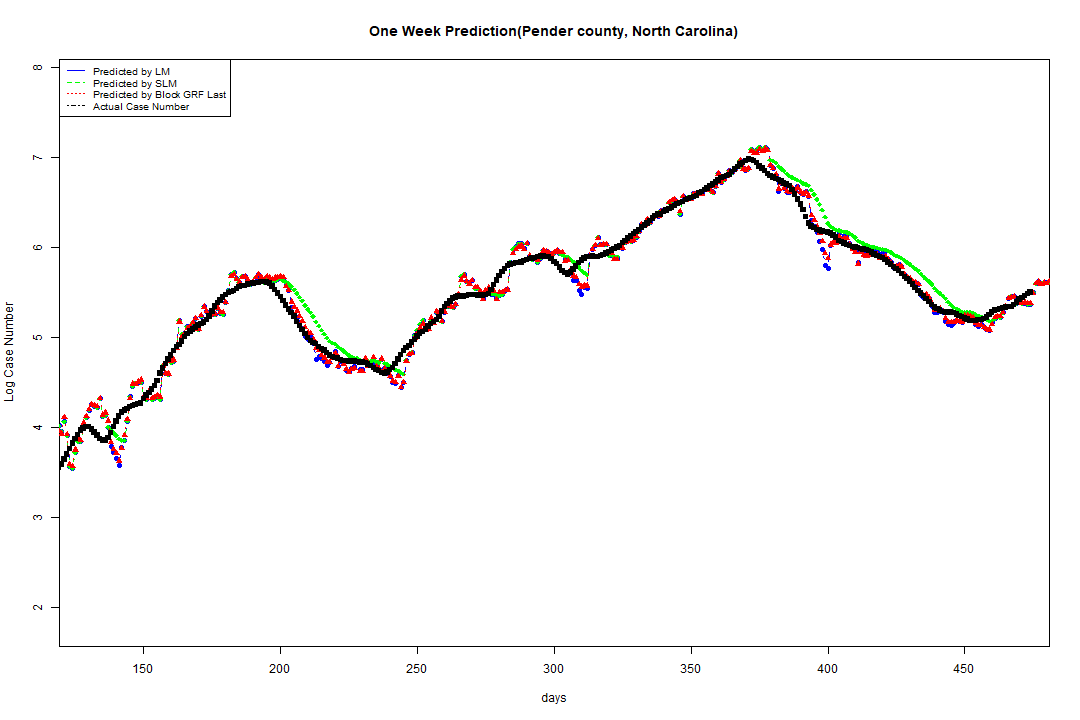 One Week Prediction(Pender county, North Carolina)
Predicted by LM
Predicted by SLM
Predicted by Block GRF Last
Actual Case Number
Log Case Number
8
7
6
5
4
3
2
150 200 250 300 350 400 450
days